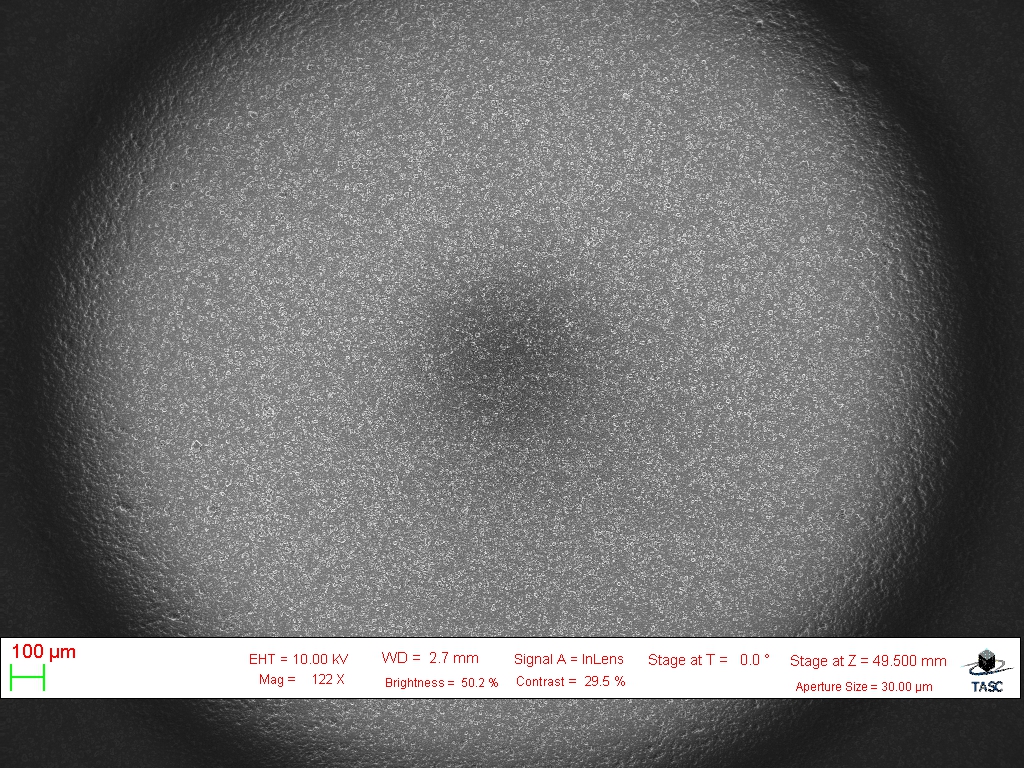 100 µm
EHT = 10.00 kV WD = 2.7 mm Signal A = InLens Stage at T = 0.0 ° Stage at Z = 49.500 mm
Mag = 122 X Brightness = 50.2 % Contrast = 29.5 % Aperture Size = 30.00 µm
TASC